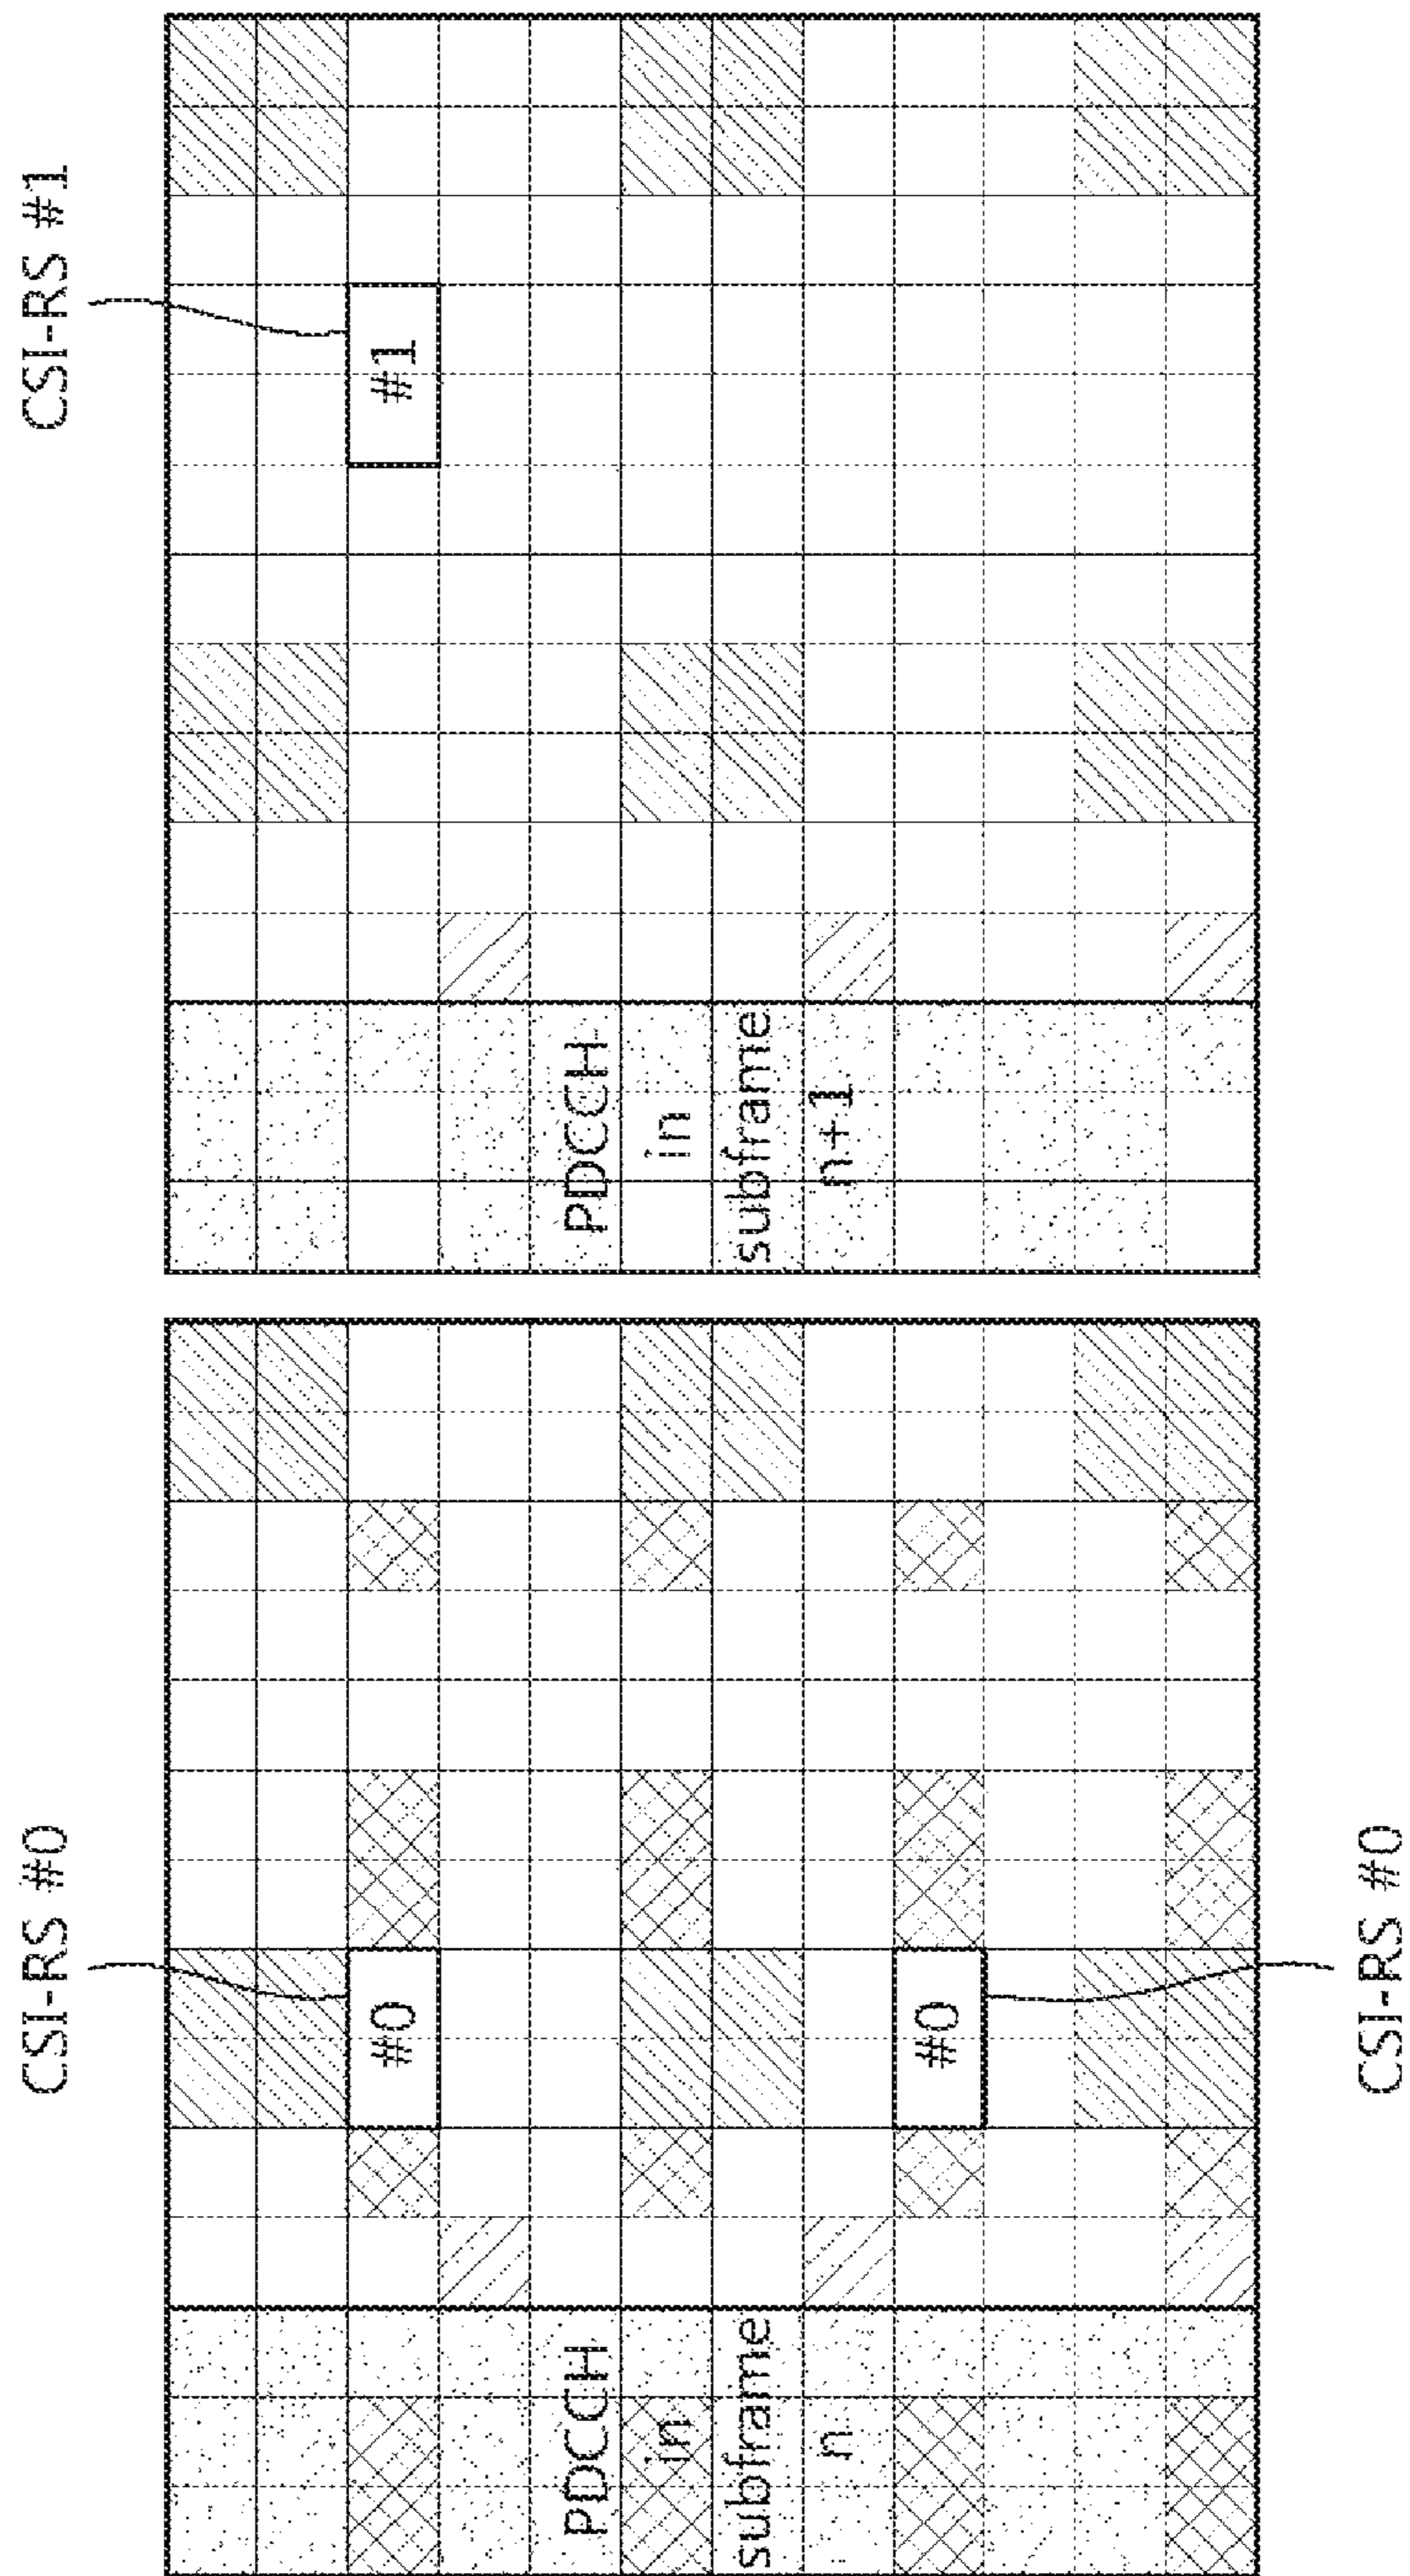 CSI-RS #0
CSI-RS #1
PDCCH
in
subframe
n
#0
#0
PDCCH
in
subframe
n+1
#1
CSI-RS #0